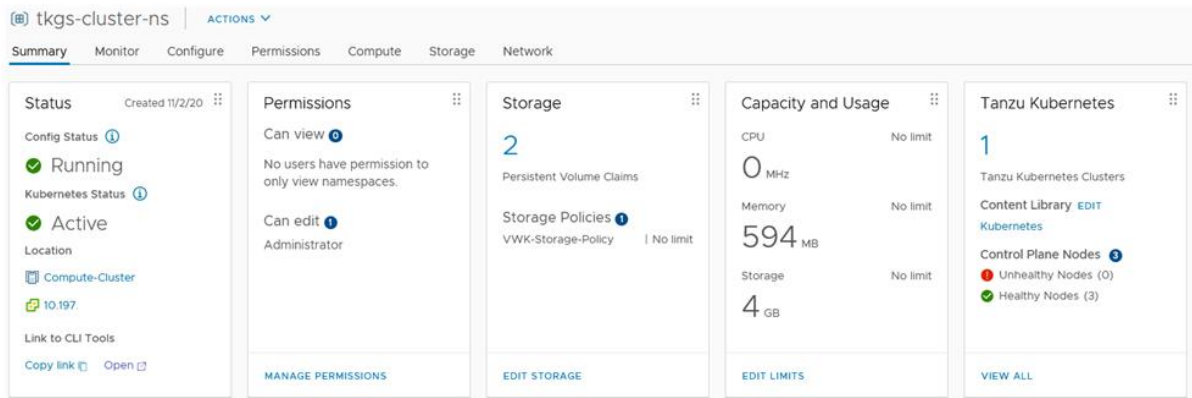 tkgs-cluster-ns ACTIONS
Summary Monitor Configure Permissions Compute Storage Network
Status Created 11/2/20
Config Status
Running
Kubernetes Status
Active
Location
Compute-Cluster
10.197.
Link to CLI Tools
Copy link Open
Permissions
Can view 0
No users have permission to
only view namespaces.
Can edit 1
Administrator
MANAGE PERMISSIONS
Storage
2
Persistent Volume Claims
Storage Policies 1
VWK-Storage-Policy | No limit
EDIT STORAGE
Capacity and Usage
CPU No limit
0 MHz
Memory No limit
594 MB
Storage No limit
4 GB
EDIT LIMITS
Tanzu Kubernetes
1
Tanzu Kubernetes Clusters
Content Library EDIT
Kubernetes
Control Plane Nodes 3
Unhealthy Nodes (0)
Healthy Nodes (3)
VIEW ALL